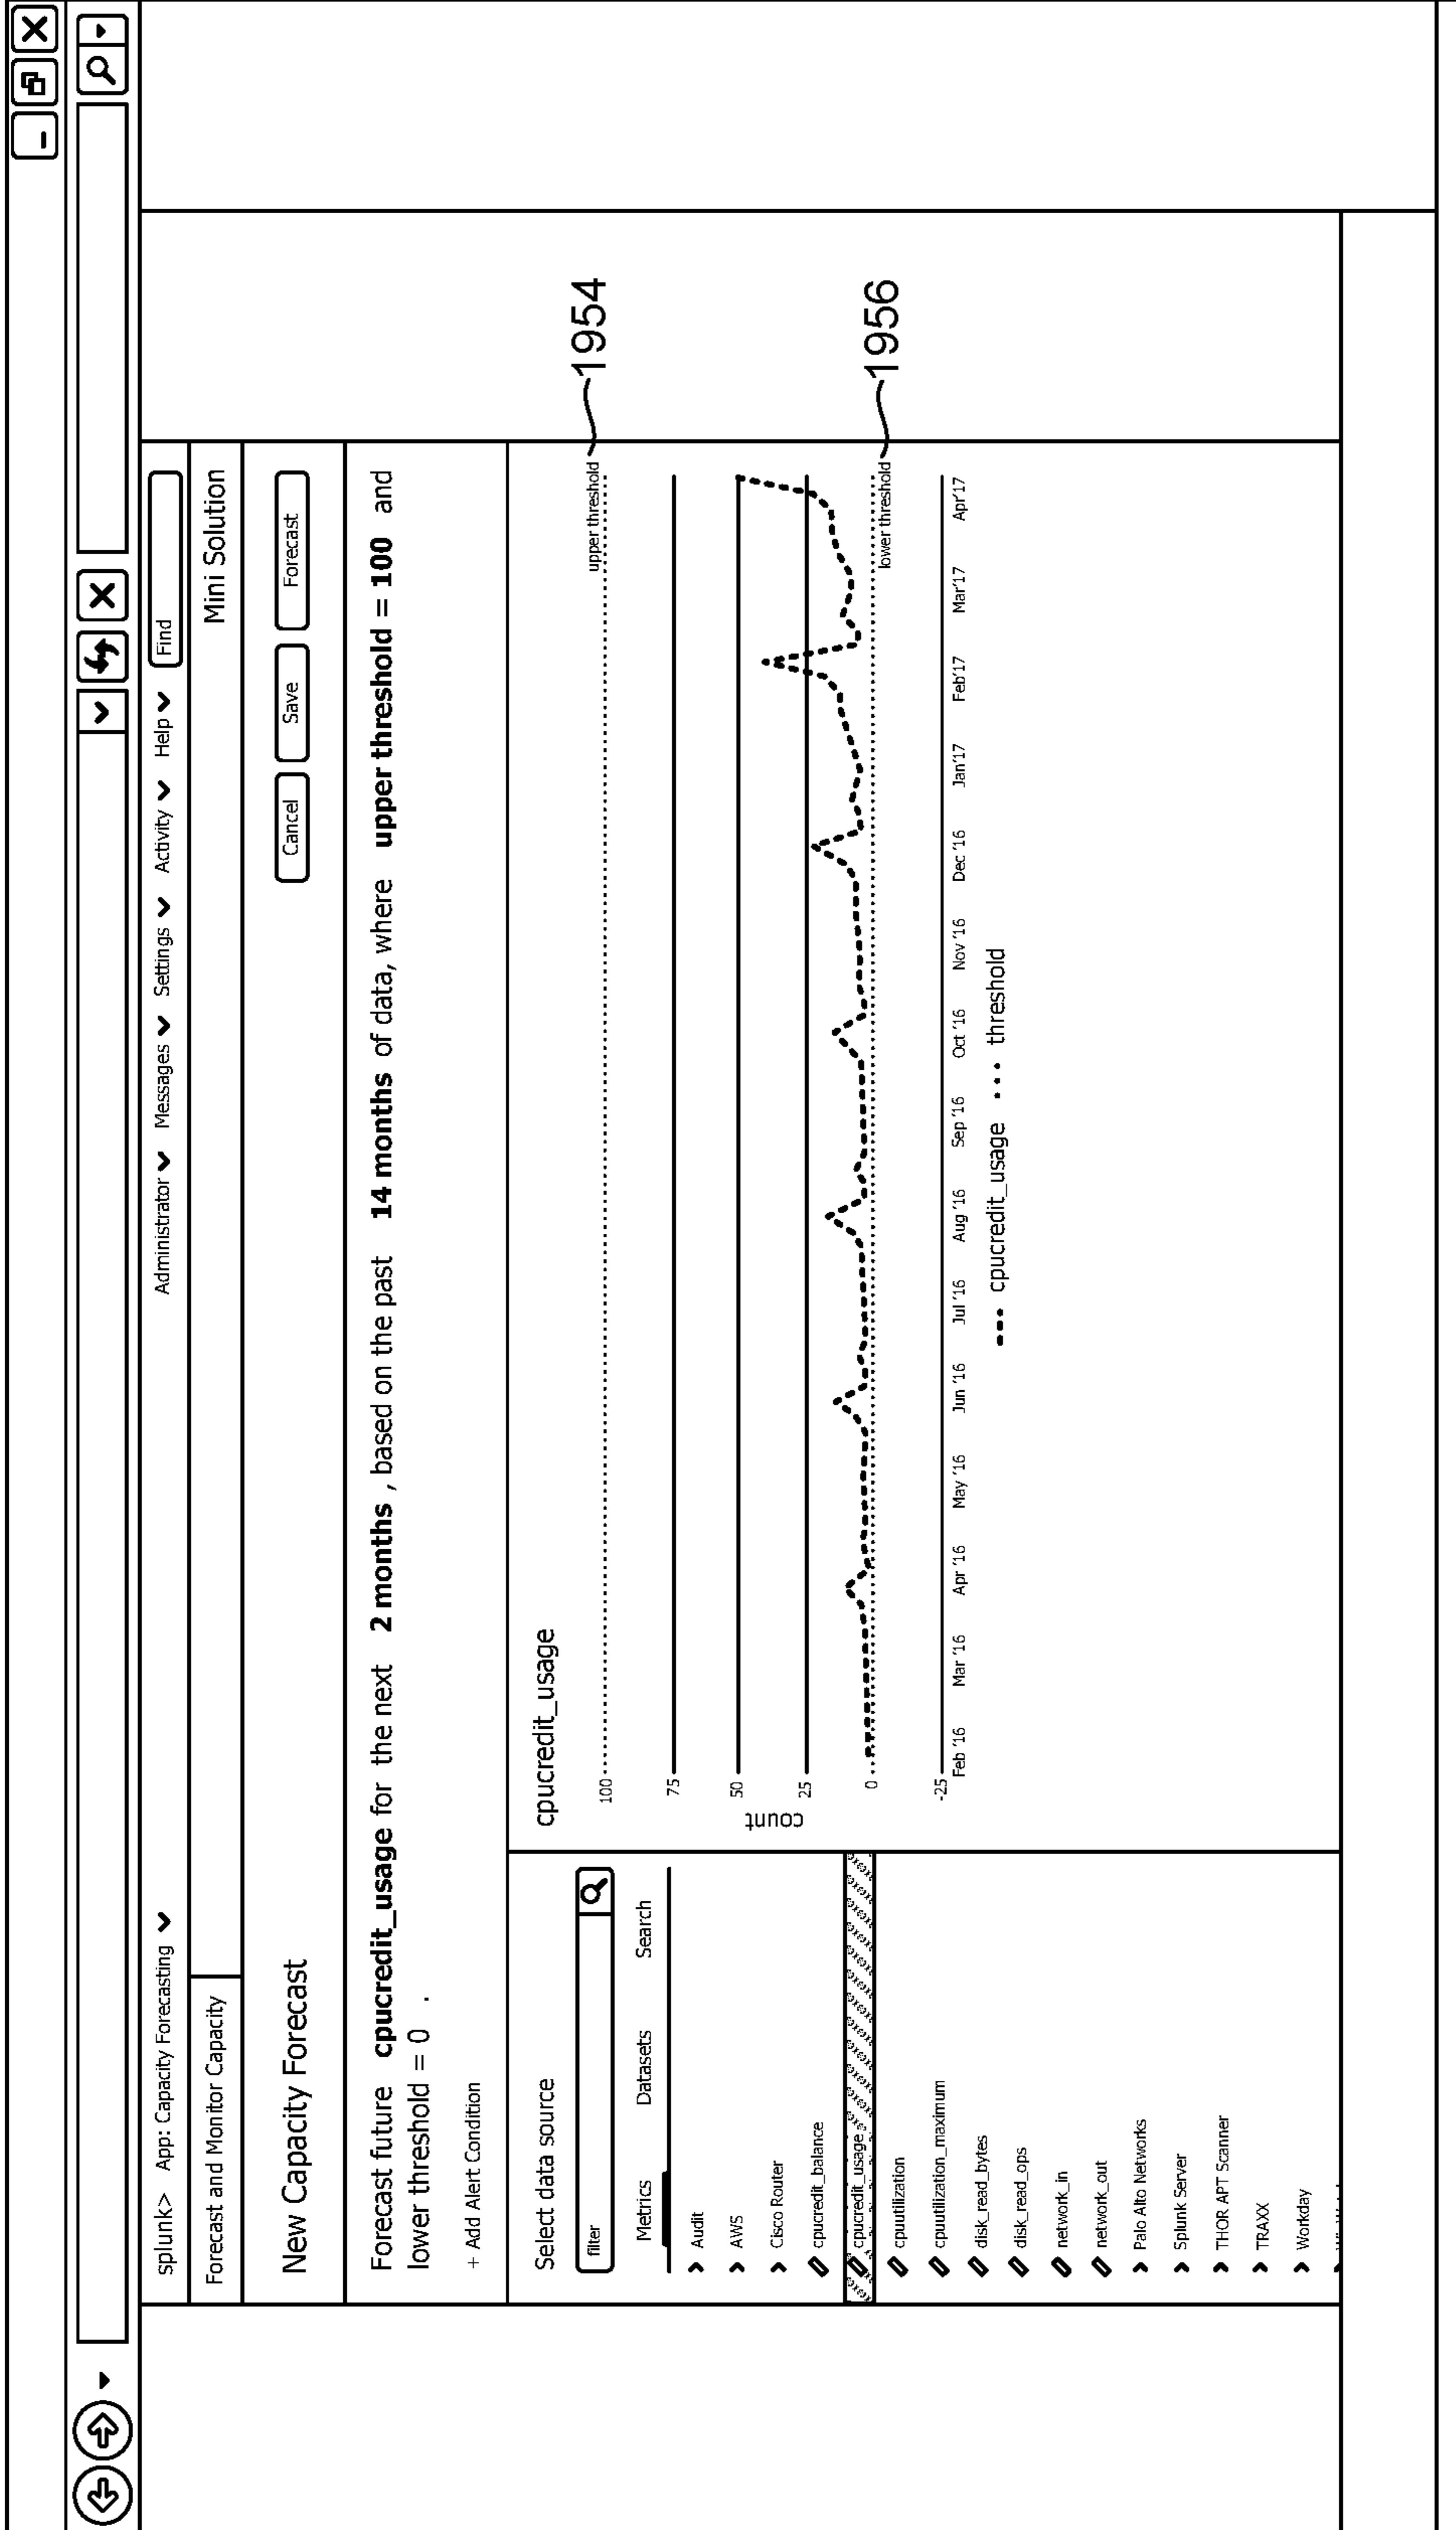 splunk> App: Capacity Forecasting Administrator Messages Settings Activity Help Find
Forecast and Monitor Capacity Mini Solution
New Capacity Forecast Cancel Save Forecast
Forecast future cpucredit_usage for the next 2 months , based on the past 14 months of data, where upper threshold = 100 and
lower threshold = 0 .
+ Add Alert Condition
Select data source
filter
Metrics Datasets Search
Audit
AWS
Cisco Router
cpucredit_balance
cpucredit_usage
cpuutilization
cpuutilization_maximum
disk_read_bytes
disk_read_ops
network_in
network_out
Palo Alto Networks
Splunk Server
THOR APT Scanner
TRAXX
Workday
cpucredit_usage
upper threshold
1954
100
75
50
25
0
-25
count
lower threshold
1956
Feb '16 Mar '16 Apr '16 May '16 Jun '16 Jul '16 Aug '16 Sep '16 Oct '16 Nov '16 Dec '16 Jan'17 Feb'17 Mar'17 Apr'17
cpucredit_usage threshold